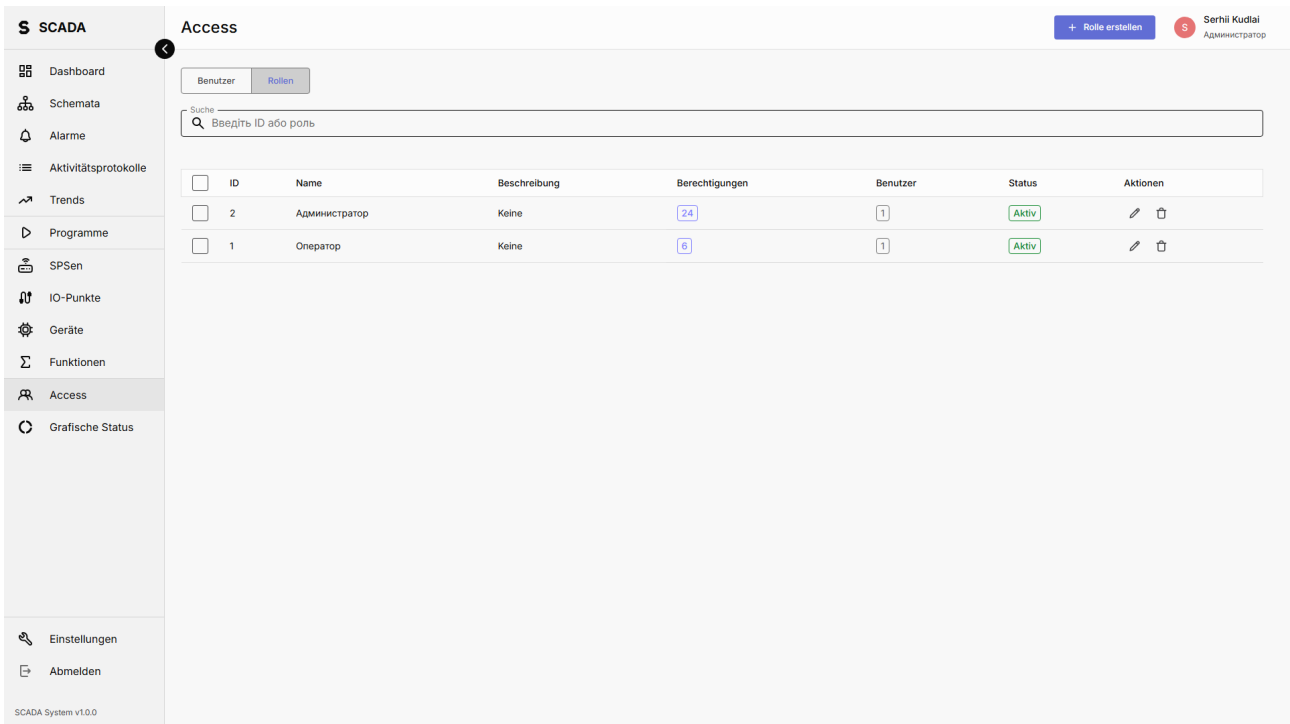 SCADA
Access
+ Rolle erstellen
S
Serhii Kudlai
Администратор
Dashboard
Schemata
Alarme
Aktivitätsprotokolle
Trends
Programme
SPSen
IO-Punkte
Geräte
Funktionen
Access
Grafische Status
Einstellungen
Abmelden
SCADA System v1.0.0
Benutzer Rollen
Suche
Введіть ID або роль
ID Name Beschreibung Berechtigungen Benutzer Status Aktionen
2 Администратор Keine 24 1 Aktiv
1 Оператор Keine 6 1 Aktiv